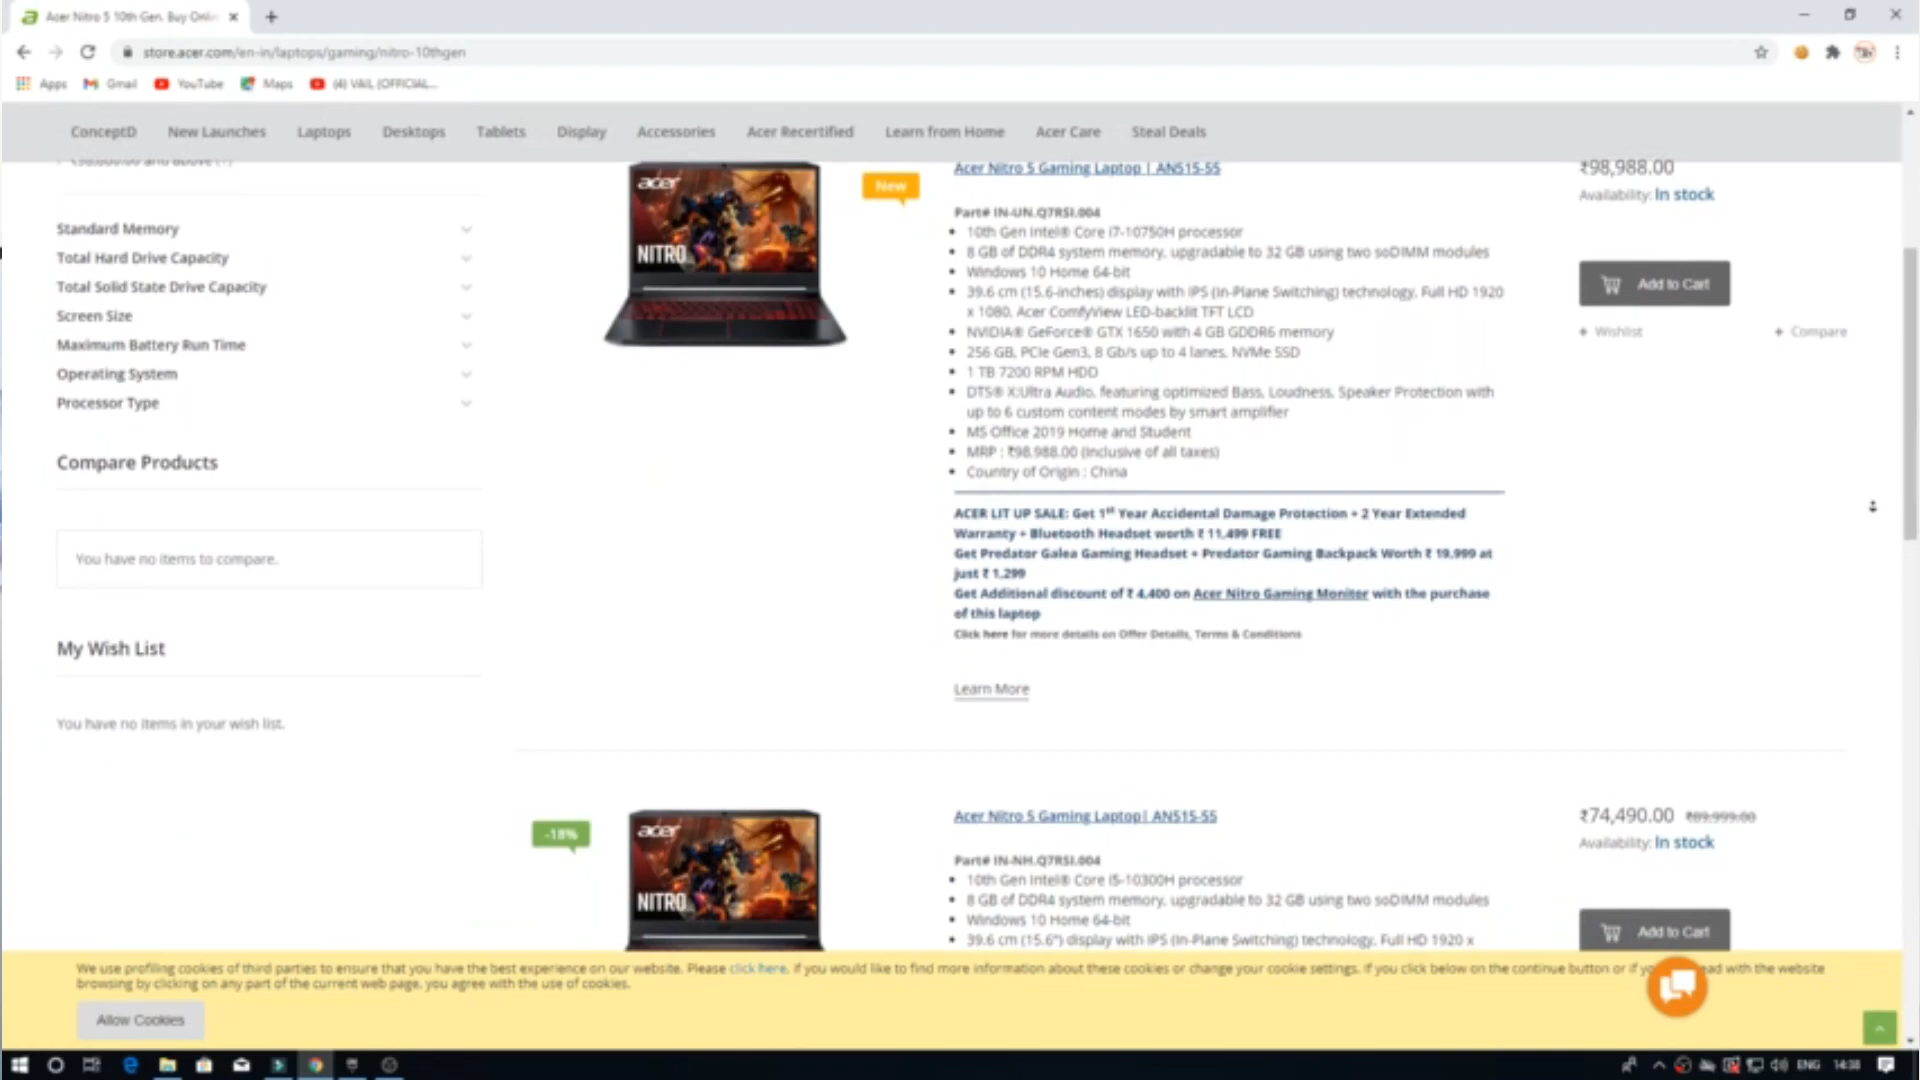 Acer Nitro 5 10th Gen. Buy Onlin
store.acer.com/en-in/laptops/gaming/nitro-10thgen
Apps Gmail YouTube Maps (4) VAIL (OFFICIAL...
ConceptD New Launches Laptops Desktops Tablets Display Accessories Acer Recertified Learn from Home Acer Care Steal Deals
and above (1)
Standard Memory
Total Hard Drive Capacity
Total Solid State Drive Capacity
Screen Size
Maximum Battery Run Time
Operating System
Processor Type
Compare Products
You have no items to compare.
My Wish List
You have no items in your wish list.
acer
NITRO
New
Acer Nitro 5 Gaming Laptop | AN515-55
Part# IN-UN.Q7RSI.004
• 10th Gen Intel® Core i7-10750H processor
• 8 GB of DDR4 system memory, upgradable to 32 GB using two soDIMM modules
• Windows 10 Home 64-bit
• 39.6 cm (15.6-inches) display with IPS (In-Plane Switching) technology, Full HD 1920
x 1080, Acer ComfyView LED-backlit TFT LCD
• NVIDIA® GeForce® GTX 1650 with 4 GB GDDR6 memory
• 256 GB, PCIe Gen3, 8 Gb/s up to 4 lanes, NVMe SSD
• 1 TB 7200 RPM HDD
• DTS® X:Ultra Audio, featuring optimized Bass, Loudness, Speaker Protection with
up to 6 custom content modes by smart amplifier
• MS Office 2019 Home and Student
• MRP : ₹98,988.00 (Inclusive of all taxes)
• Country of Origin : China
ACER LIT UP SALE: Get 1st Year Accidental Damage Protection + 2 Year Extended
Warranty + Bluetooth Headset worth ₹ 11,499 FREE
Get Predator Galea Gaming Headset + Predator Gaming Backpack Worth ₹ 19,999 at
just ₹ 1,299
Get Additional discount of ₹ 4,400 on Acer Nitro Gaming Monitor with the purchase
of this laptop
Click here for more details on Offer Details, Terms & Conditions
Learn More
₹98,988.00
Availability: In stock
Add to Cart
+ Wishlist + Compare
-18%
acer
NITRO
Acer Nitro 5 Gaming Laptop| AN515-55
Part# IN-NH.Q7RSI.004
• 10th Gen Intel® Core i5-10300H processor
• 8 GB of DDR4 system memory, upgradable to 32 GB using two soDIMM modules
• Windows 10 Home 64-bit
• 39.6 cm (15.6") display with IPS (In-Plane Switching) technology, Full HD 1920 x
₹74,490.00 ₹89,999.00
Availability: In stock
Add to Cart
We use profiling cookies of third parties to ensure that you have the best experience on our website. Please click here, if you would like to find more information about these cookies or change your cookie settings. If you click below on the continue button or if yo ead with the website
browsing by clicking on any part of the current web page, you agree with the use of cookies.
Allow Cookies
ENG 14:38